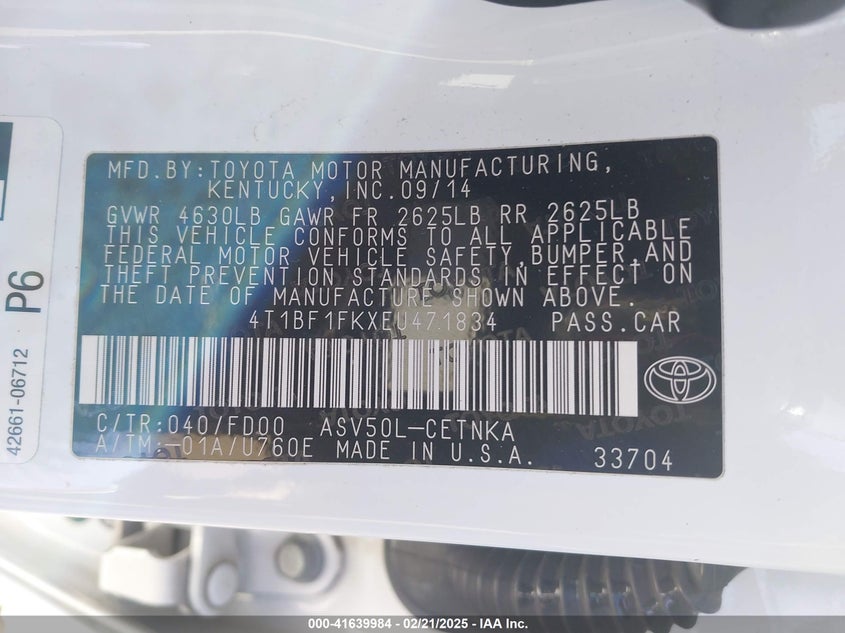 MFD.BY:TOYOTA MOTOR MANUFACTURING,
KENTUCKY,INC.09/14
GVWR 4630LB GAWR FR 2625LB RR 2625LB
THIS VEHICLE CONFORMS TO ALL APPLICABLE
FEDERAL MOTOR VEHICLE SAFETY,BUMPER,AND
THEFT PREVENTION STANDARDS IN EFFECT ON
THE DATE OF MANUFACTURE SHOWN ABOVE.
4T1BF1FKXEU471834 PASS.CAR
C/TR:040/FD00 ASV50L-CETNKA
A/TM:-01A/U760E MADE IN U.S.A. 33704
P6
42661-06712
000-41639984 / 02/21/2025 - IAA Inc.